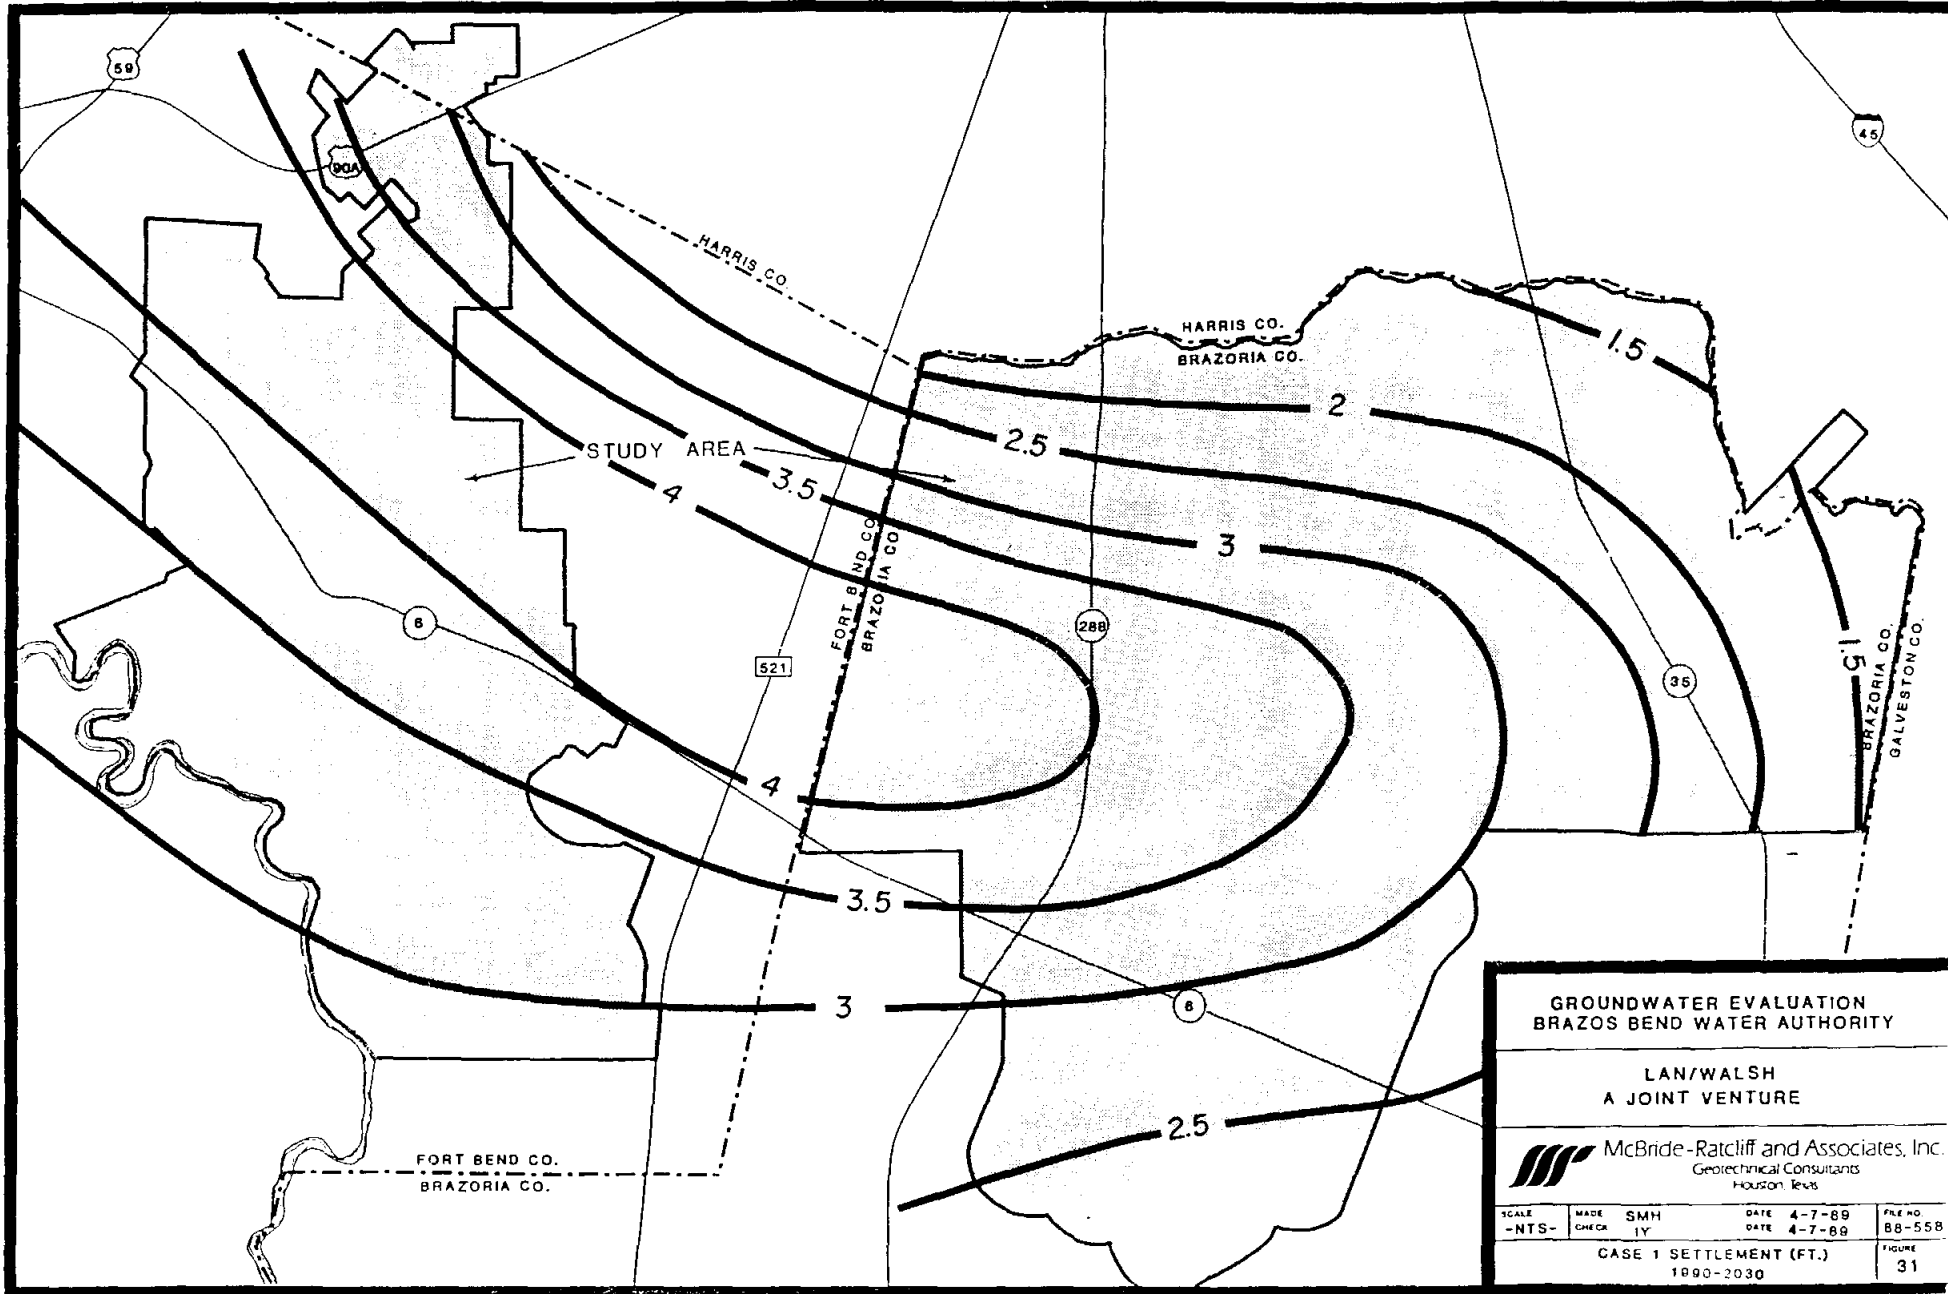 59
45
90A
HARRIS CO.
HARRIS CO.
BRAZORIA CO.
1.5
2
2.5
STUDY AREA
3.5
4
3
FORT BEND CO.
BRAZORIA CO.
6
288
521
35
1.5
BRAZORIA CO.
GALVESTON CO.
4
3.5
3
6
2.5
FORT BEND CO.
BRAZORIA CO.
GROUNDWATER EVALUATION
BRAZOS BEND WATER AUTHORITY
LAN/WALSH
A JOINT VENTURE
McBride-Ratcliff and Associates, Inc.
Geotechnical Consultants
Houston, Texas
SCALE MADE SMH DATE 4-7-89 FILE NO.
-NTS- CHECK IY DATE 4-7-89 88-558
CASE 1 SETTLEMENT (FT.) FIGURE
1990-2030 31